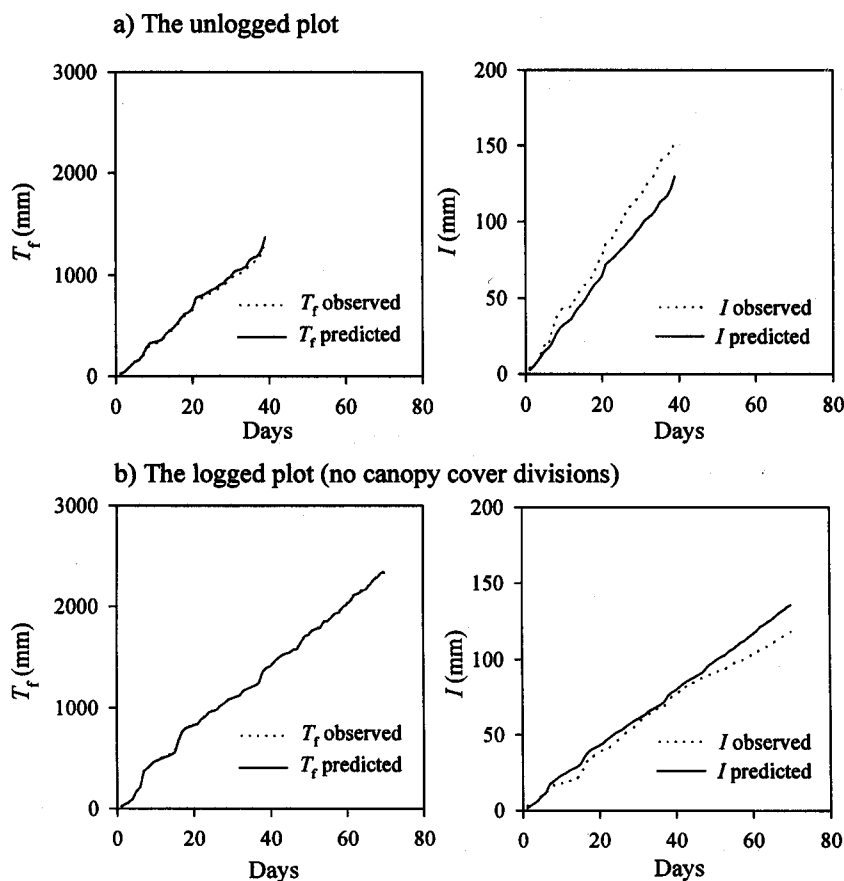 a) The unlogged plot
3000
2000
1000
0
T_f (mm)
0 20 40 60 80
Days
T_f observed
T_f predicted
200
150
100
50
0
I (mm)
0 20 40 60 80
Days
I observed
I predicted
b) The logged plot (no canopy cover divisions)
3000
2000
1000
0
T_f (mm)
0 20 40 60 80
Days
T_f observed
T_f predicted
200
150
100
50
0
I (mm)
0 20 40 60 80
Days
I observed
I predicted